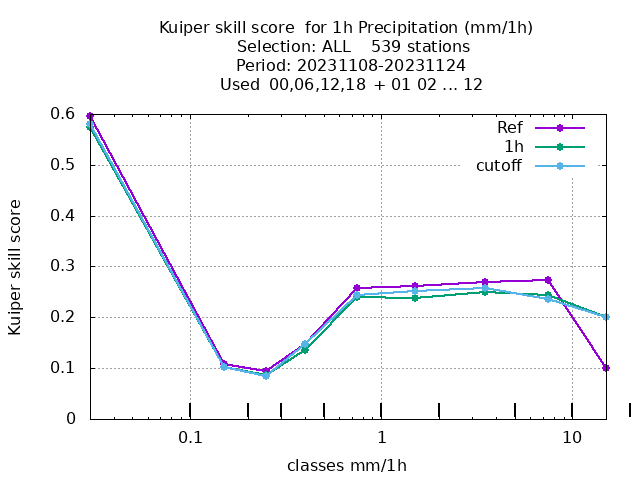 Kuiper skill score  for 1h Precipitation (mm/1h)
Selection: ALL    539 stations
Period: 20231108-20231124
Used  00,06,12,18  + 01 02 ... 12
Ref
1h
cutoff
Kuiper skill score
0.6
0.5
0.4
0.3
0.2
0.1
0
0.1
1
10
classes mm/1h